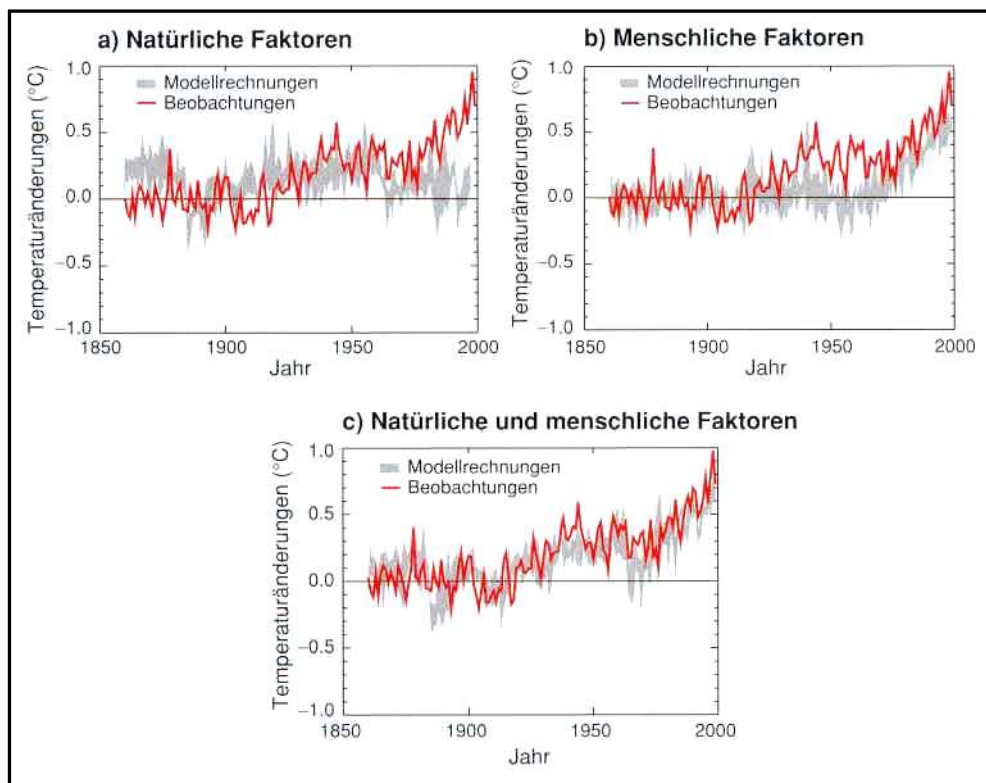 a) Natürliche Faktoren
Temperaturänderungen (°C)
1.0
0.5
0.0
−0.5
−1.0
Modellrechnungen
Beobachtungen
1850 1900 1950 2000
Jahr
b) Menschliche Faktoren
Temperaturänderungen (°C)
1.0
0.5
0.0
−0.5
−1.0
Modellrechnungen
Beobachtungen
1850 1900 1950 2000
Jahr
c) Natürliche und menschliche Faktoren
Temperaturänderungen (°C)
1.0
0.5
0.0
−0.5
−1.0
Modellrechnungen
Beobachtungen
1850 1900 1950 2000
Jahr